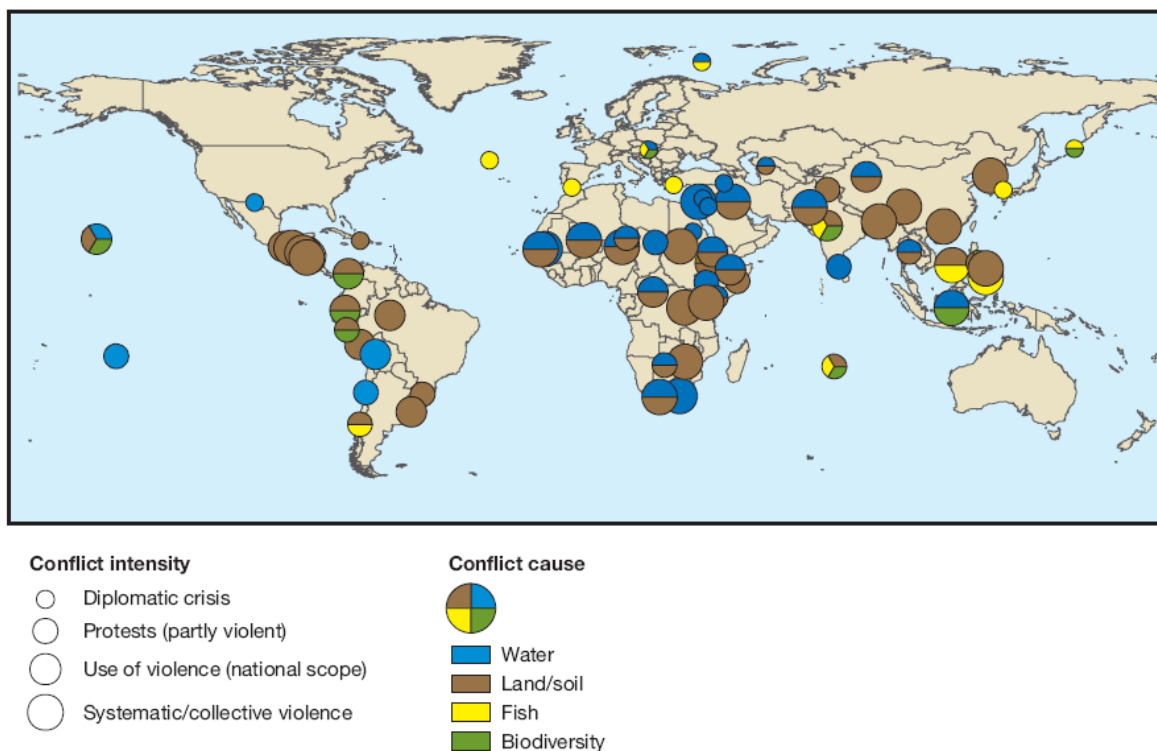 Conflict intensity
Diplomatic crisis
Protests (partly violent)
Use of violence (national scope)
Systematic/collective violence
Conflict cause
Water
Land/soil
Fish
Biodiversity